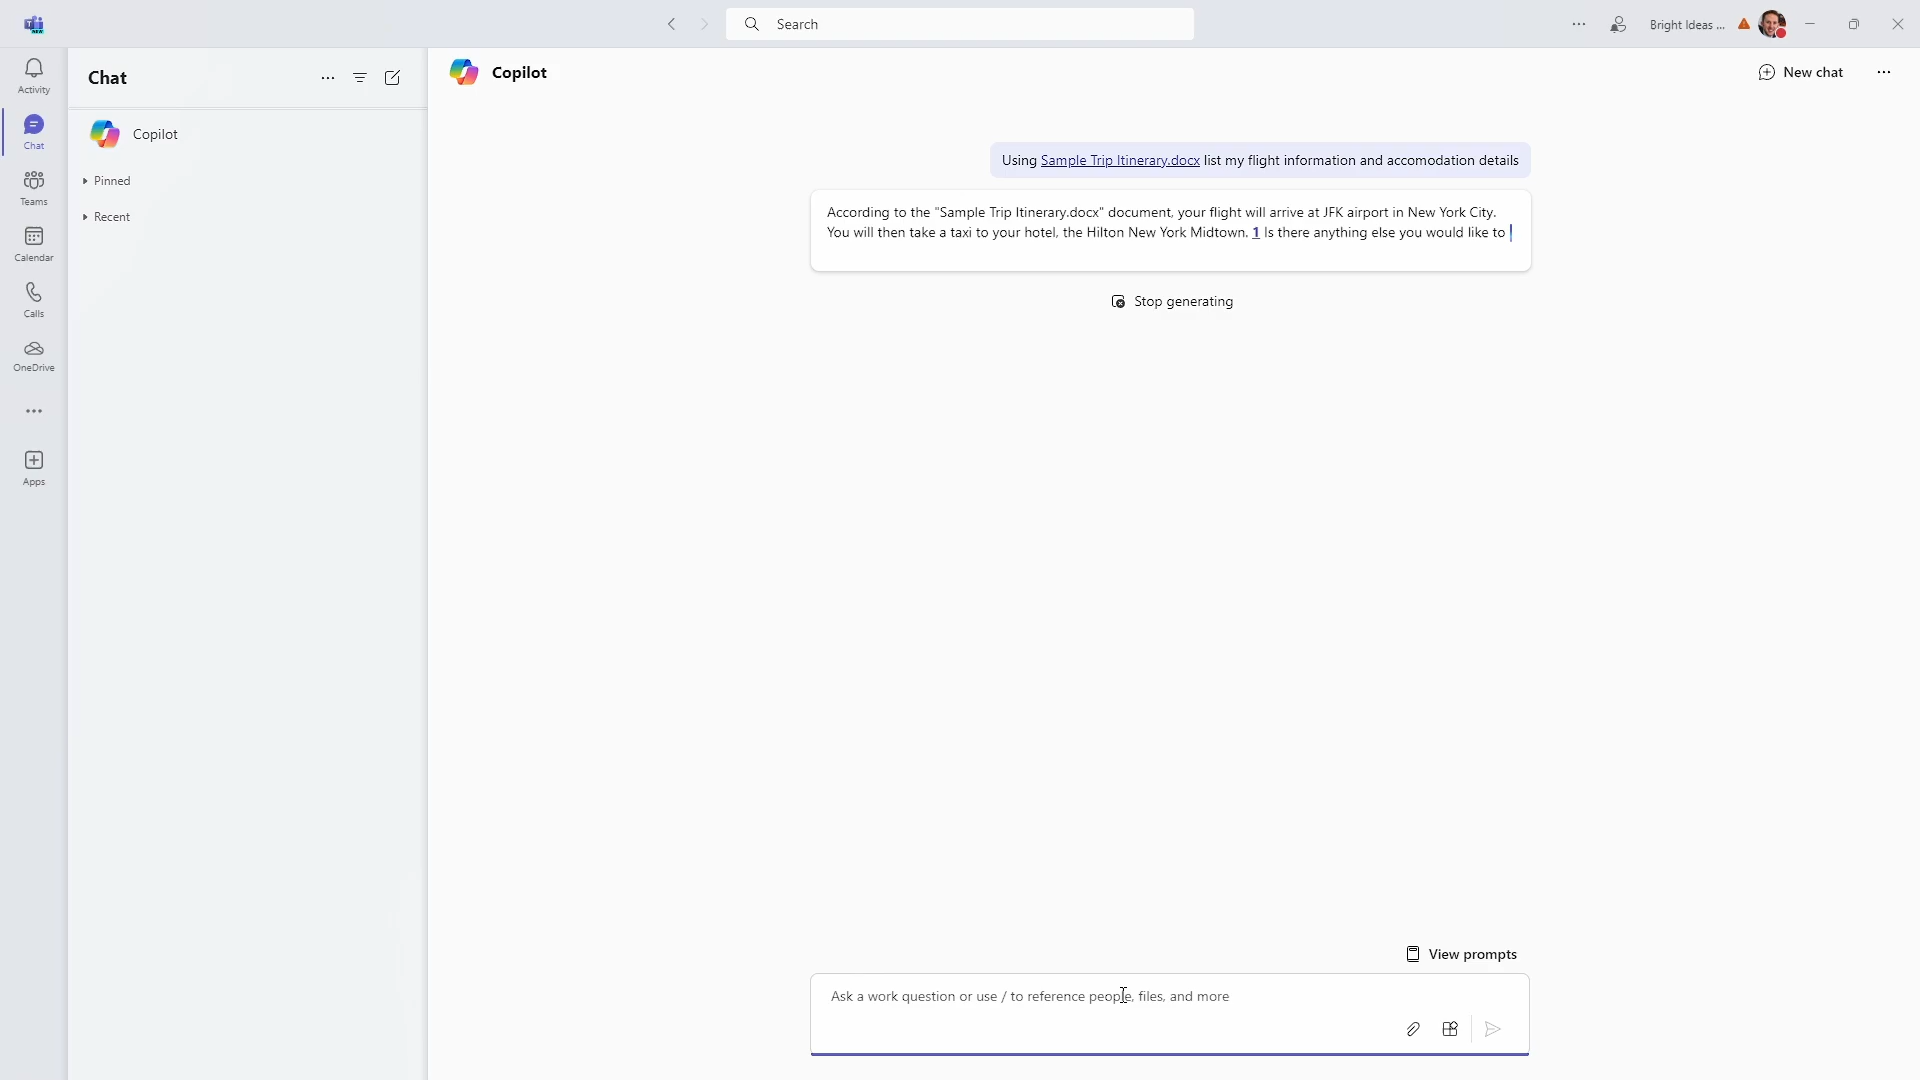 Search
Bright Ideas ...
Activity
Chat
Teams
Calendar
Calls
OneDrive
Apps
Chat
Copilot
Pinned
Recent
Copilot
New chat
Using Sample Trip Itinerary.docx list my flight information and accomodation details
According to the "Sample Trip Itinerary.docx" document, your flight will arrive at JFK airport in New York City.
You will then take a taxi to your hotel, the Hilton New York Midtown. 1 Is there anything else you would like to
Stop generating
View prompts
Ask a work question or use / to reference people, files, and more